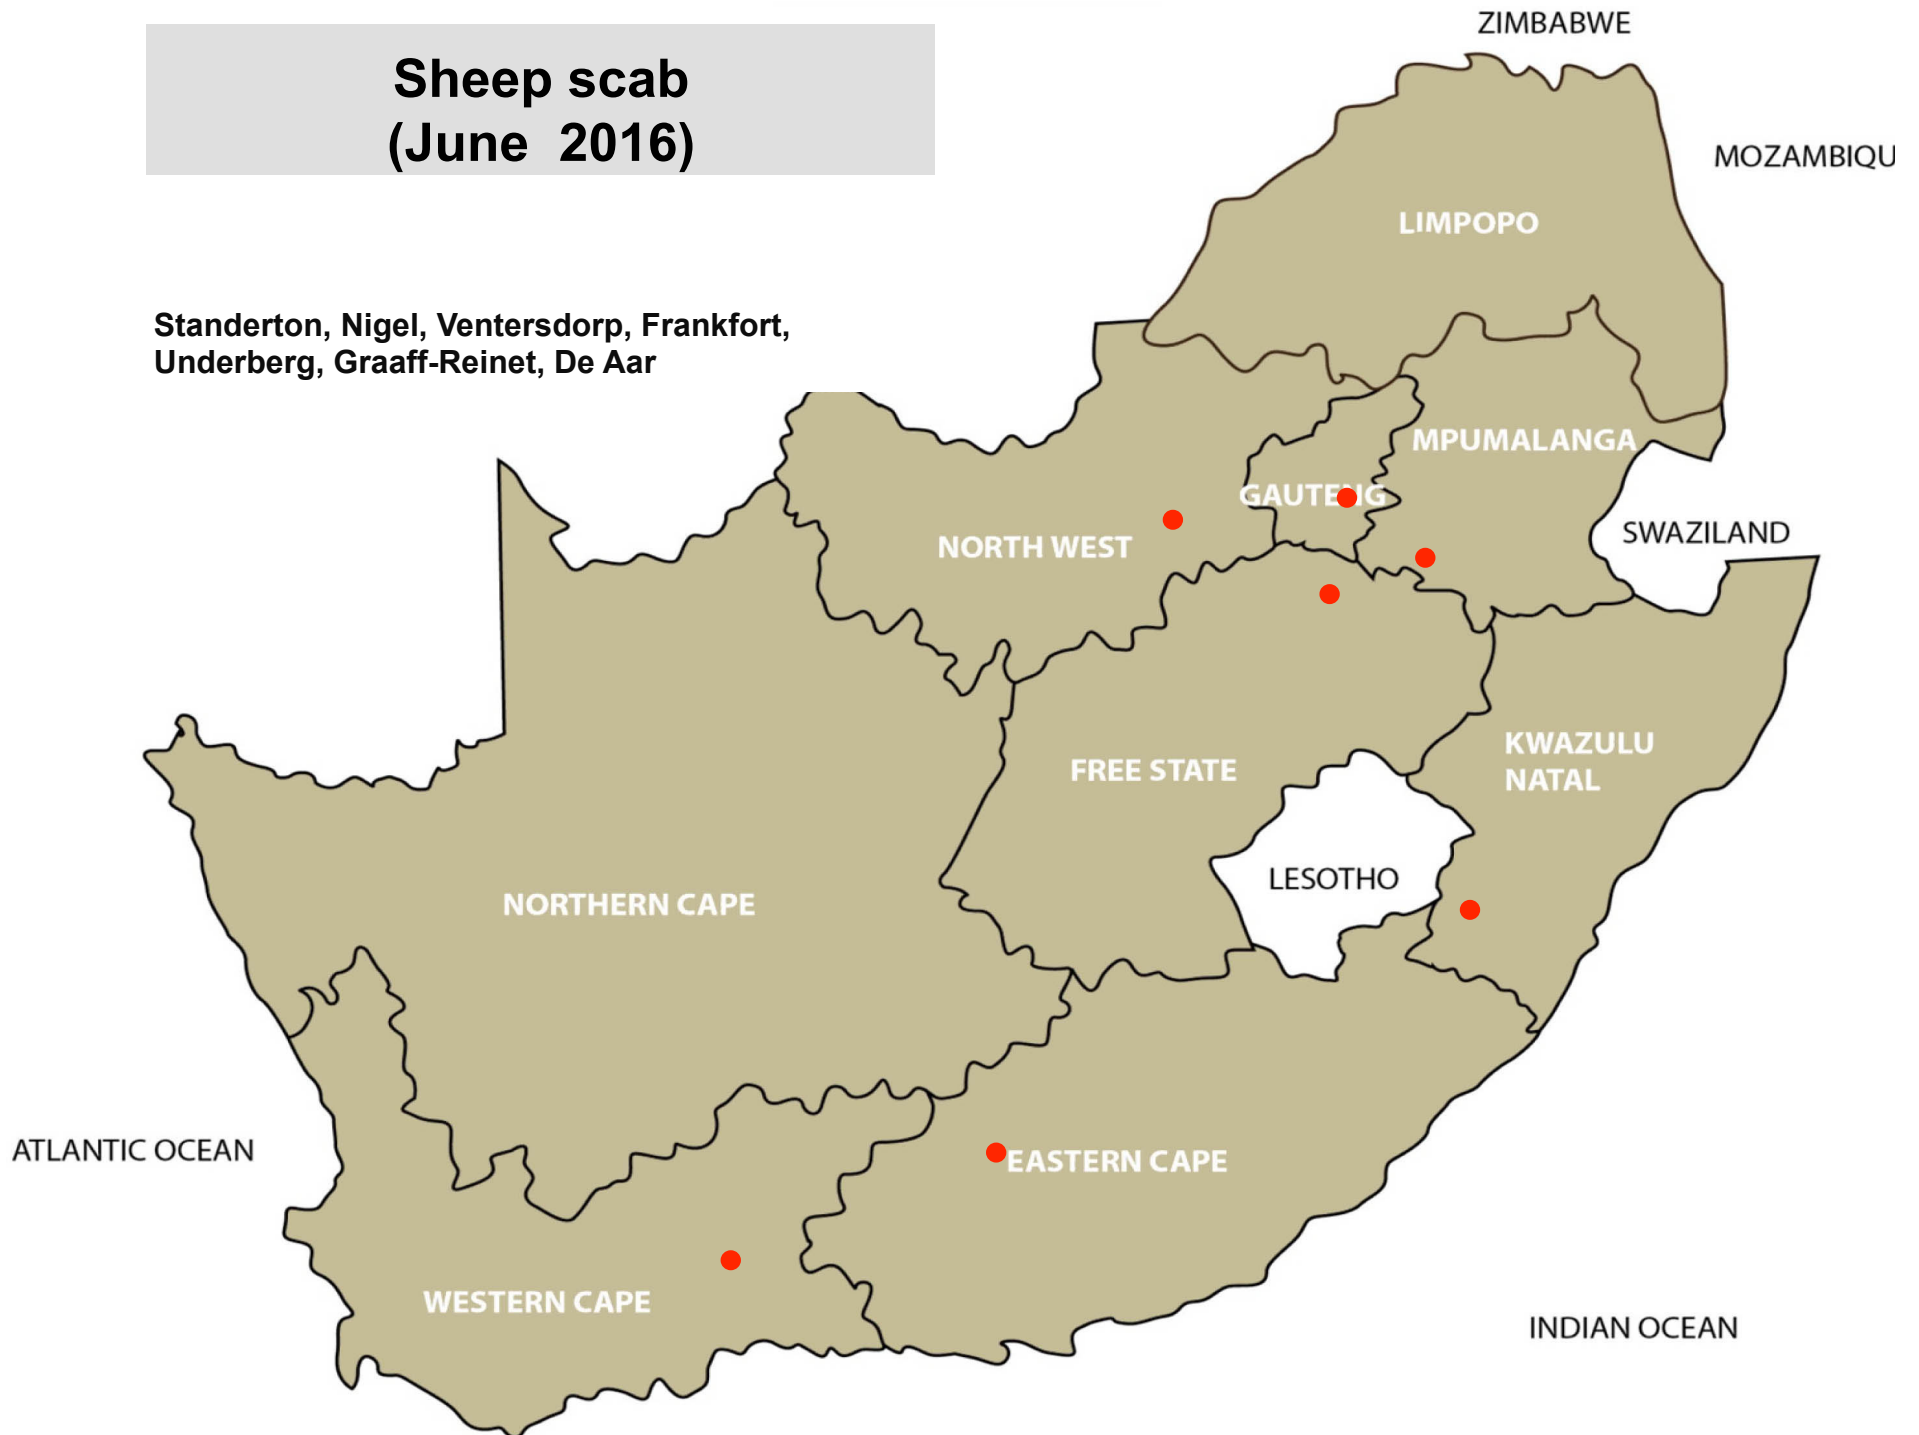 Sheep scab
(June 2016)
Standerton, Nigel, Ventersdorp, Frankfort,
Underberg, Graaff-Reinet, De Aar
ZIMBABWE
MOZAMBIQU
LIMPOPO
MPUMALANGA
GAUTENG
SWAZILAND
NORTH WEST
KWAZULU
NATAL
FREE STATE
LESOTHO
NORTHERN CAPE
ATLANTIC OCEAN
EASTERN CAPE
WESTERN CAPE
INDIAN OCEAN